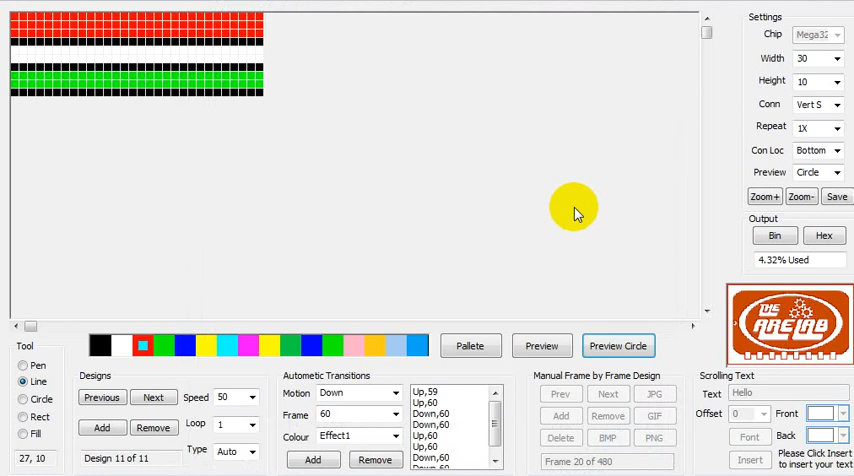 Settings
Chip Mega32
Width 30
Height 10
Conn Vert S
Repeat 1X
Con Loc Bottom
Preview Circle
Zoom+ Zoom- Save
Output
Bin Hex
4.32% Used
THE
ARE LAB
Pallete Preview Preview Circle
Tool
Pen
Line
Circle
Rect
Fill
27, 10
Designs
Previous Next
Add Remove
Design 11 of 11
Speed 50
Loop 1
Type Auto
Autometic Transitions
Motion Down
Frame 60
Colour Effect1
Add Remove
Up,59
Up,60
Down,60
Down,60
Up,60
Down,60
Down,60
Manual Frame by Frame Design
Prev Next JPG
Add Remove GIF
Delete BMP PNG
Frame 20 of 480
Scrolling Text
Text Hello
Offset 0 Front
Font Back
Insert
Please Click Insert
to insert your text